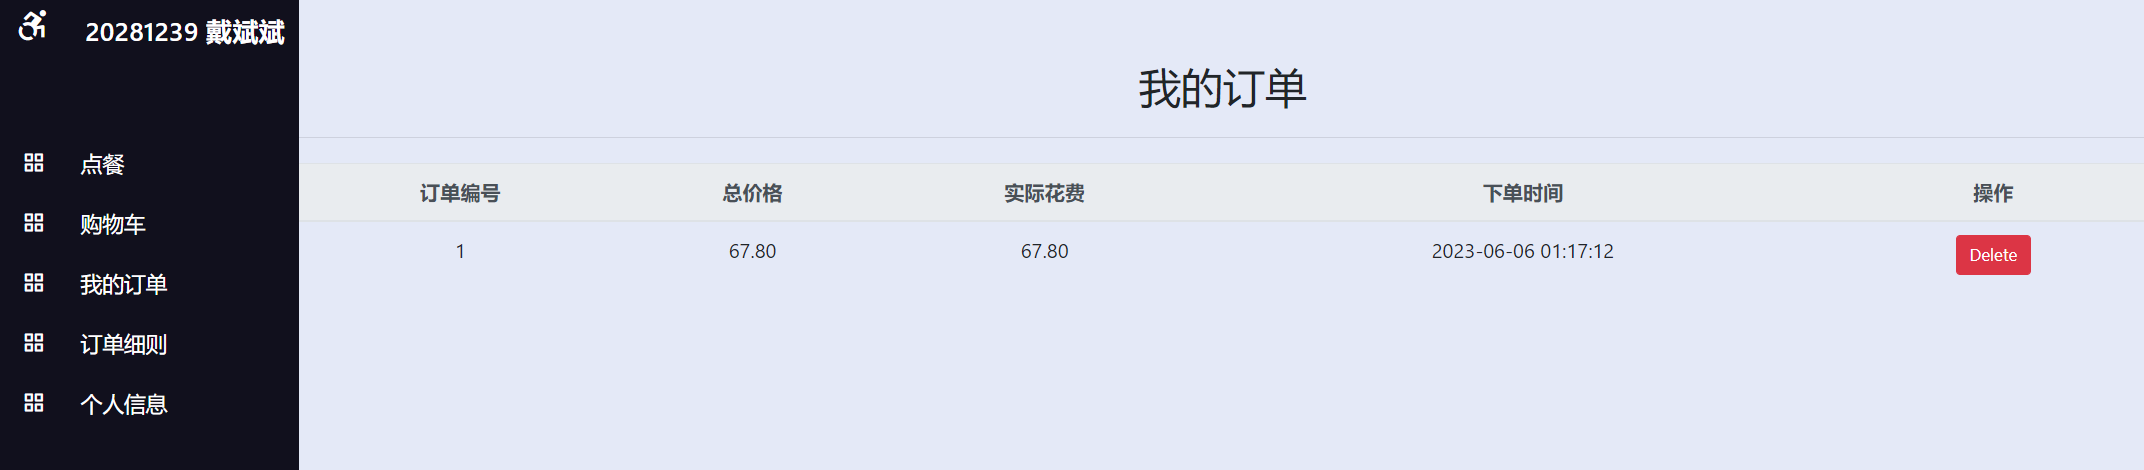 20281239 戴斌斌
点餐
购物车
我的订单
订单细则
个人信息
我的订单
订单编号 总价格 实际花费 下单时间 操作
1 67.80 67.80 2023-06-06 01:17:12 Delete